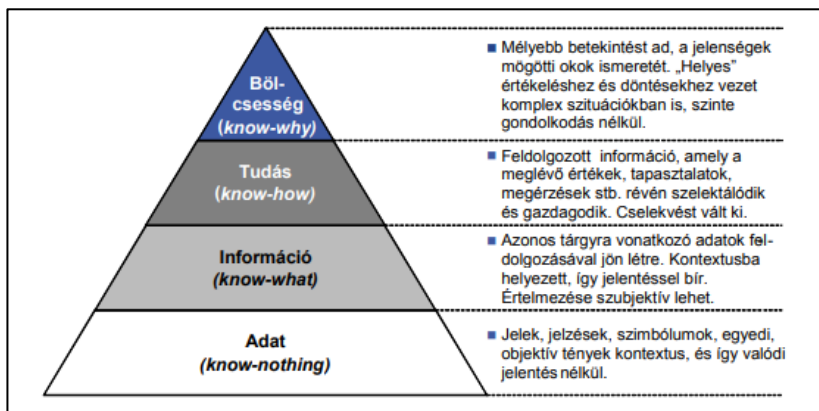 Böl-
csesség
(know-why)
■ Mélyebb betekintést ad, a jelenségek
mögötti okok ismeretét. „Helyes”
értékeléshez és döntésekhez vezet
komplex szituációkban is, szinte
gondolkodás nélkül.
Tudás
(know-how)
■ Feldolgozott információ, amely a
meglévő értékek, tapasztalatok,
megérzések stb. révén szelektálódik
és gazdagodik. Cselekvést vált ki.
Információ
(know-what)
■ Azonos tárgyra vonatkozó adatok fel-
dolgozásával jön létre. Kontextusba
helyezett, így jelentéssel bír.
Értelmezése szubjektív lehet.
Adat
(know-nothing)
■ Jelek, jelzések, szimbólumok, egyedi,
objektív tények kontextus, és így valódi
jelentés nélkül.